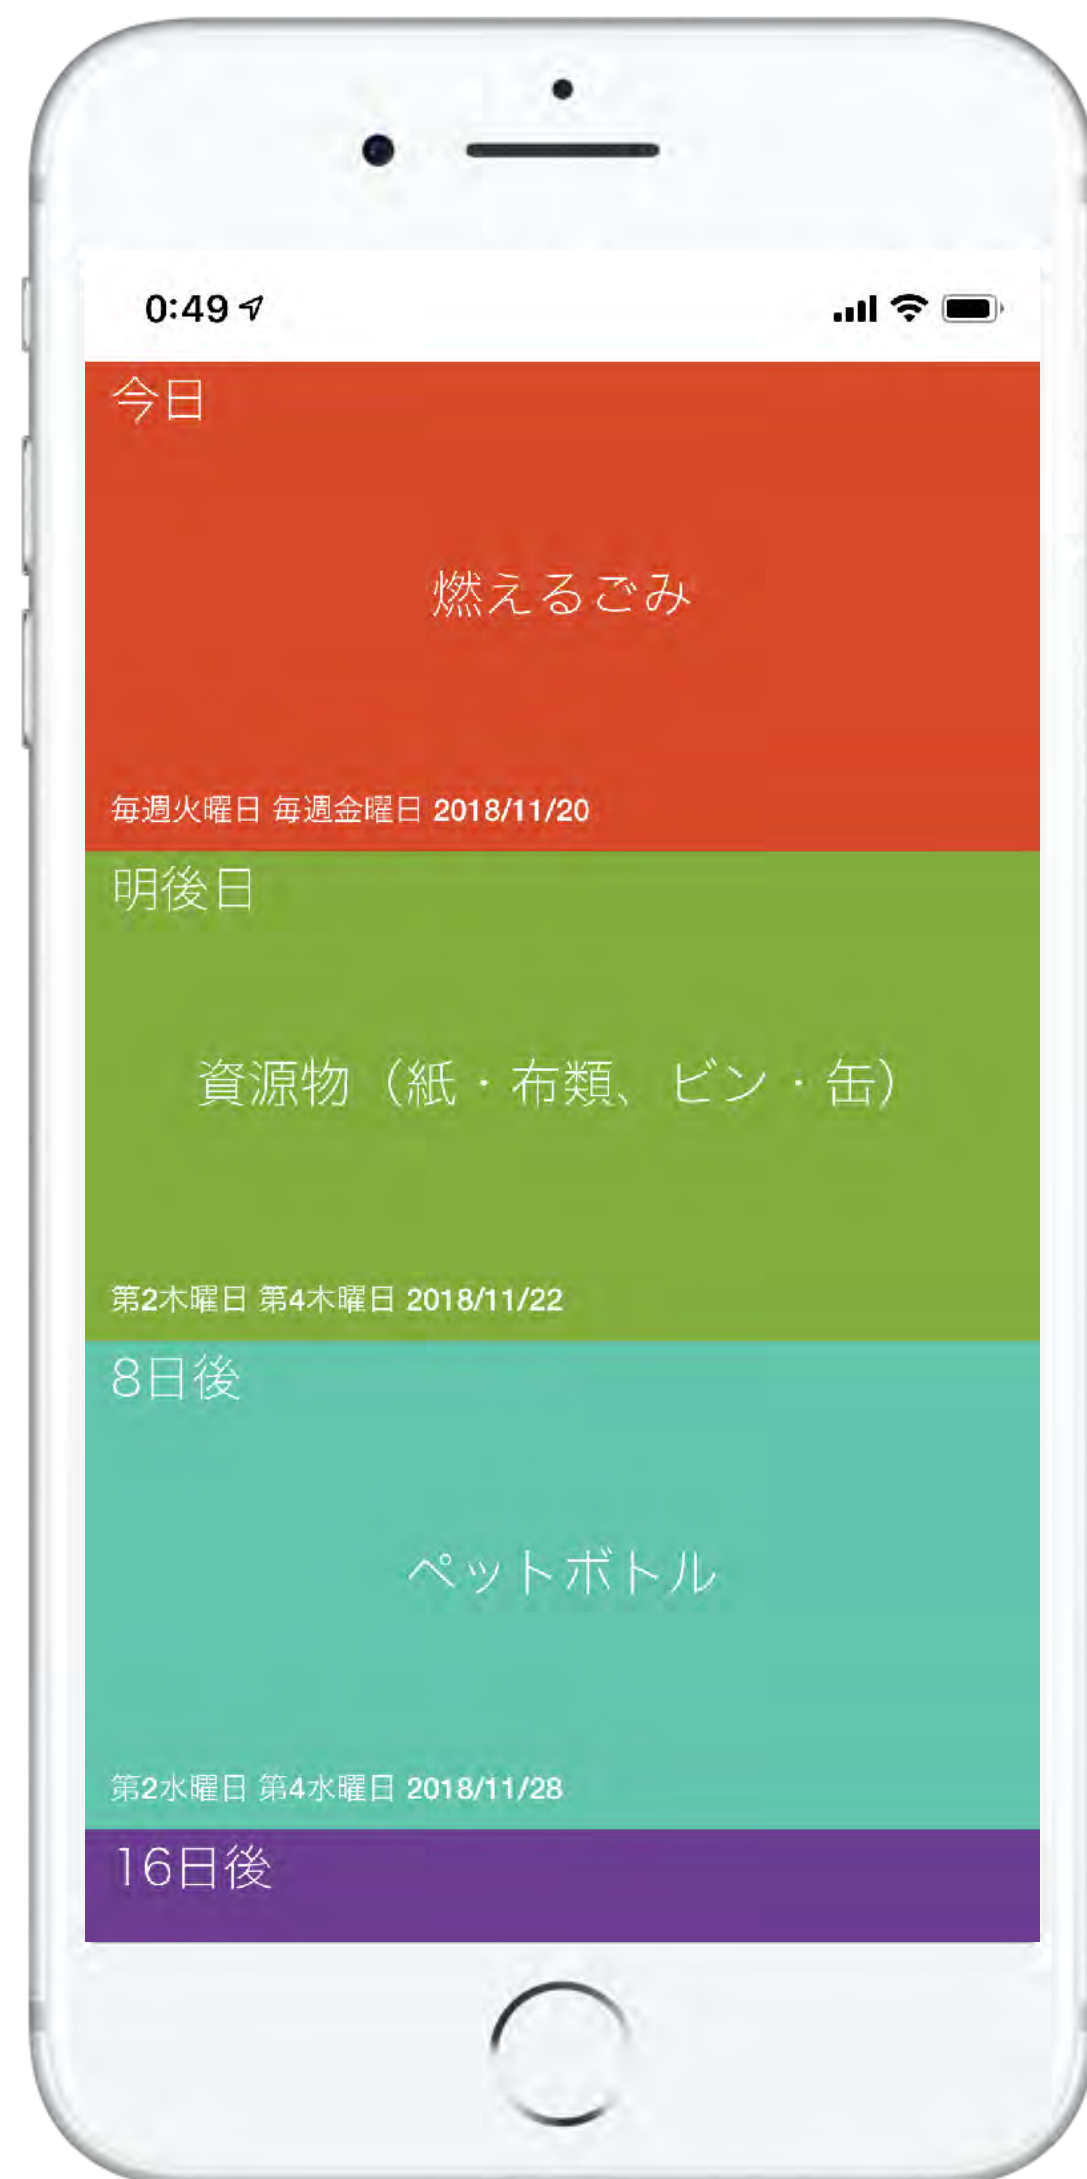 0:49
今日
燃えるごみ
毎週火曜日 毎週金曜日 2018/11/20
明後日
資源物（紙・布類、ビン・缶）
第2木曜日 第4木曜日 2018/11/22
8日後
ペットボトル
第2水曜日 第4水曜日 2018/11/28
16日後